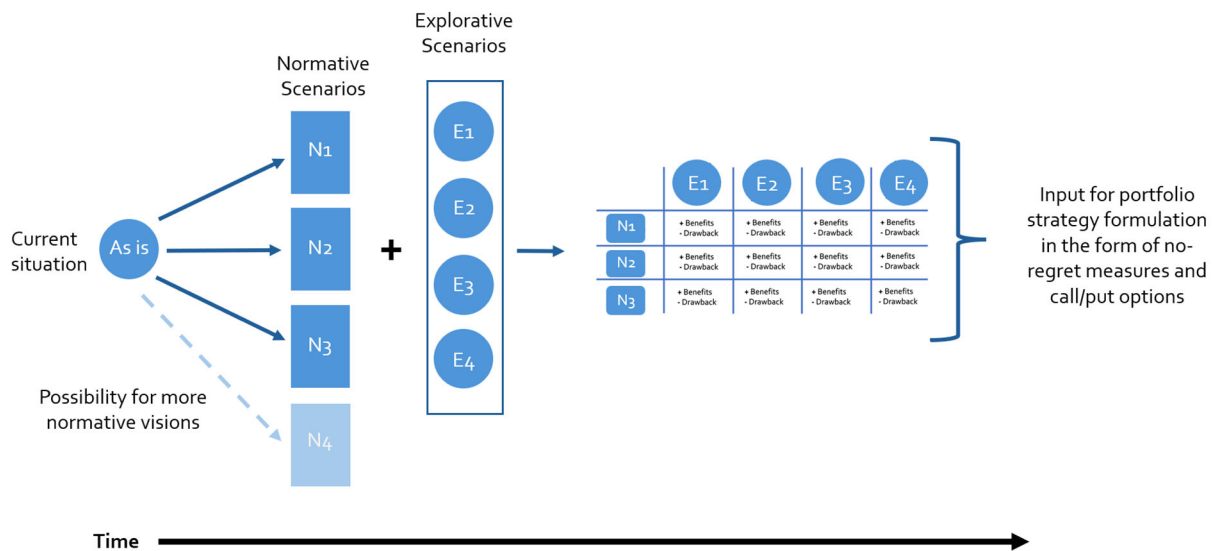 Explorative
Scenarios
Normative
Scenarios
Current
situation
As is
N1
N2
N3
N4
+
E1
E2
E3
E4
Possibility for more
normative visions
E1 E2 E3 E4
N1 + Benefits + Benefits + Benefits + Benefits
- Drawback - Drawback - Drawback - Drawback
N2 + Benefits + Benefits + Benefits + Benefits
- Drawback - Drawback - Drawback - Drawback
N3 + Benefits + Benefits + Benefits + Benefits
- Drawback - Drawback - Drawback - Drawback
Input for portfolio
strategy formulation
in the form of no-
regret measures and
call/put options
Time